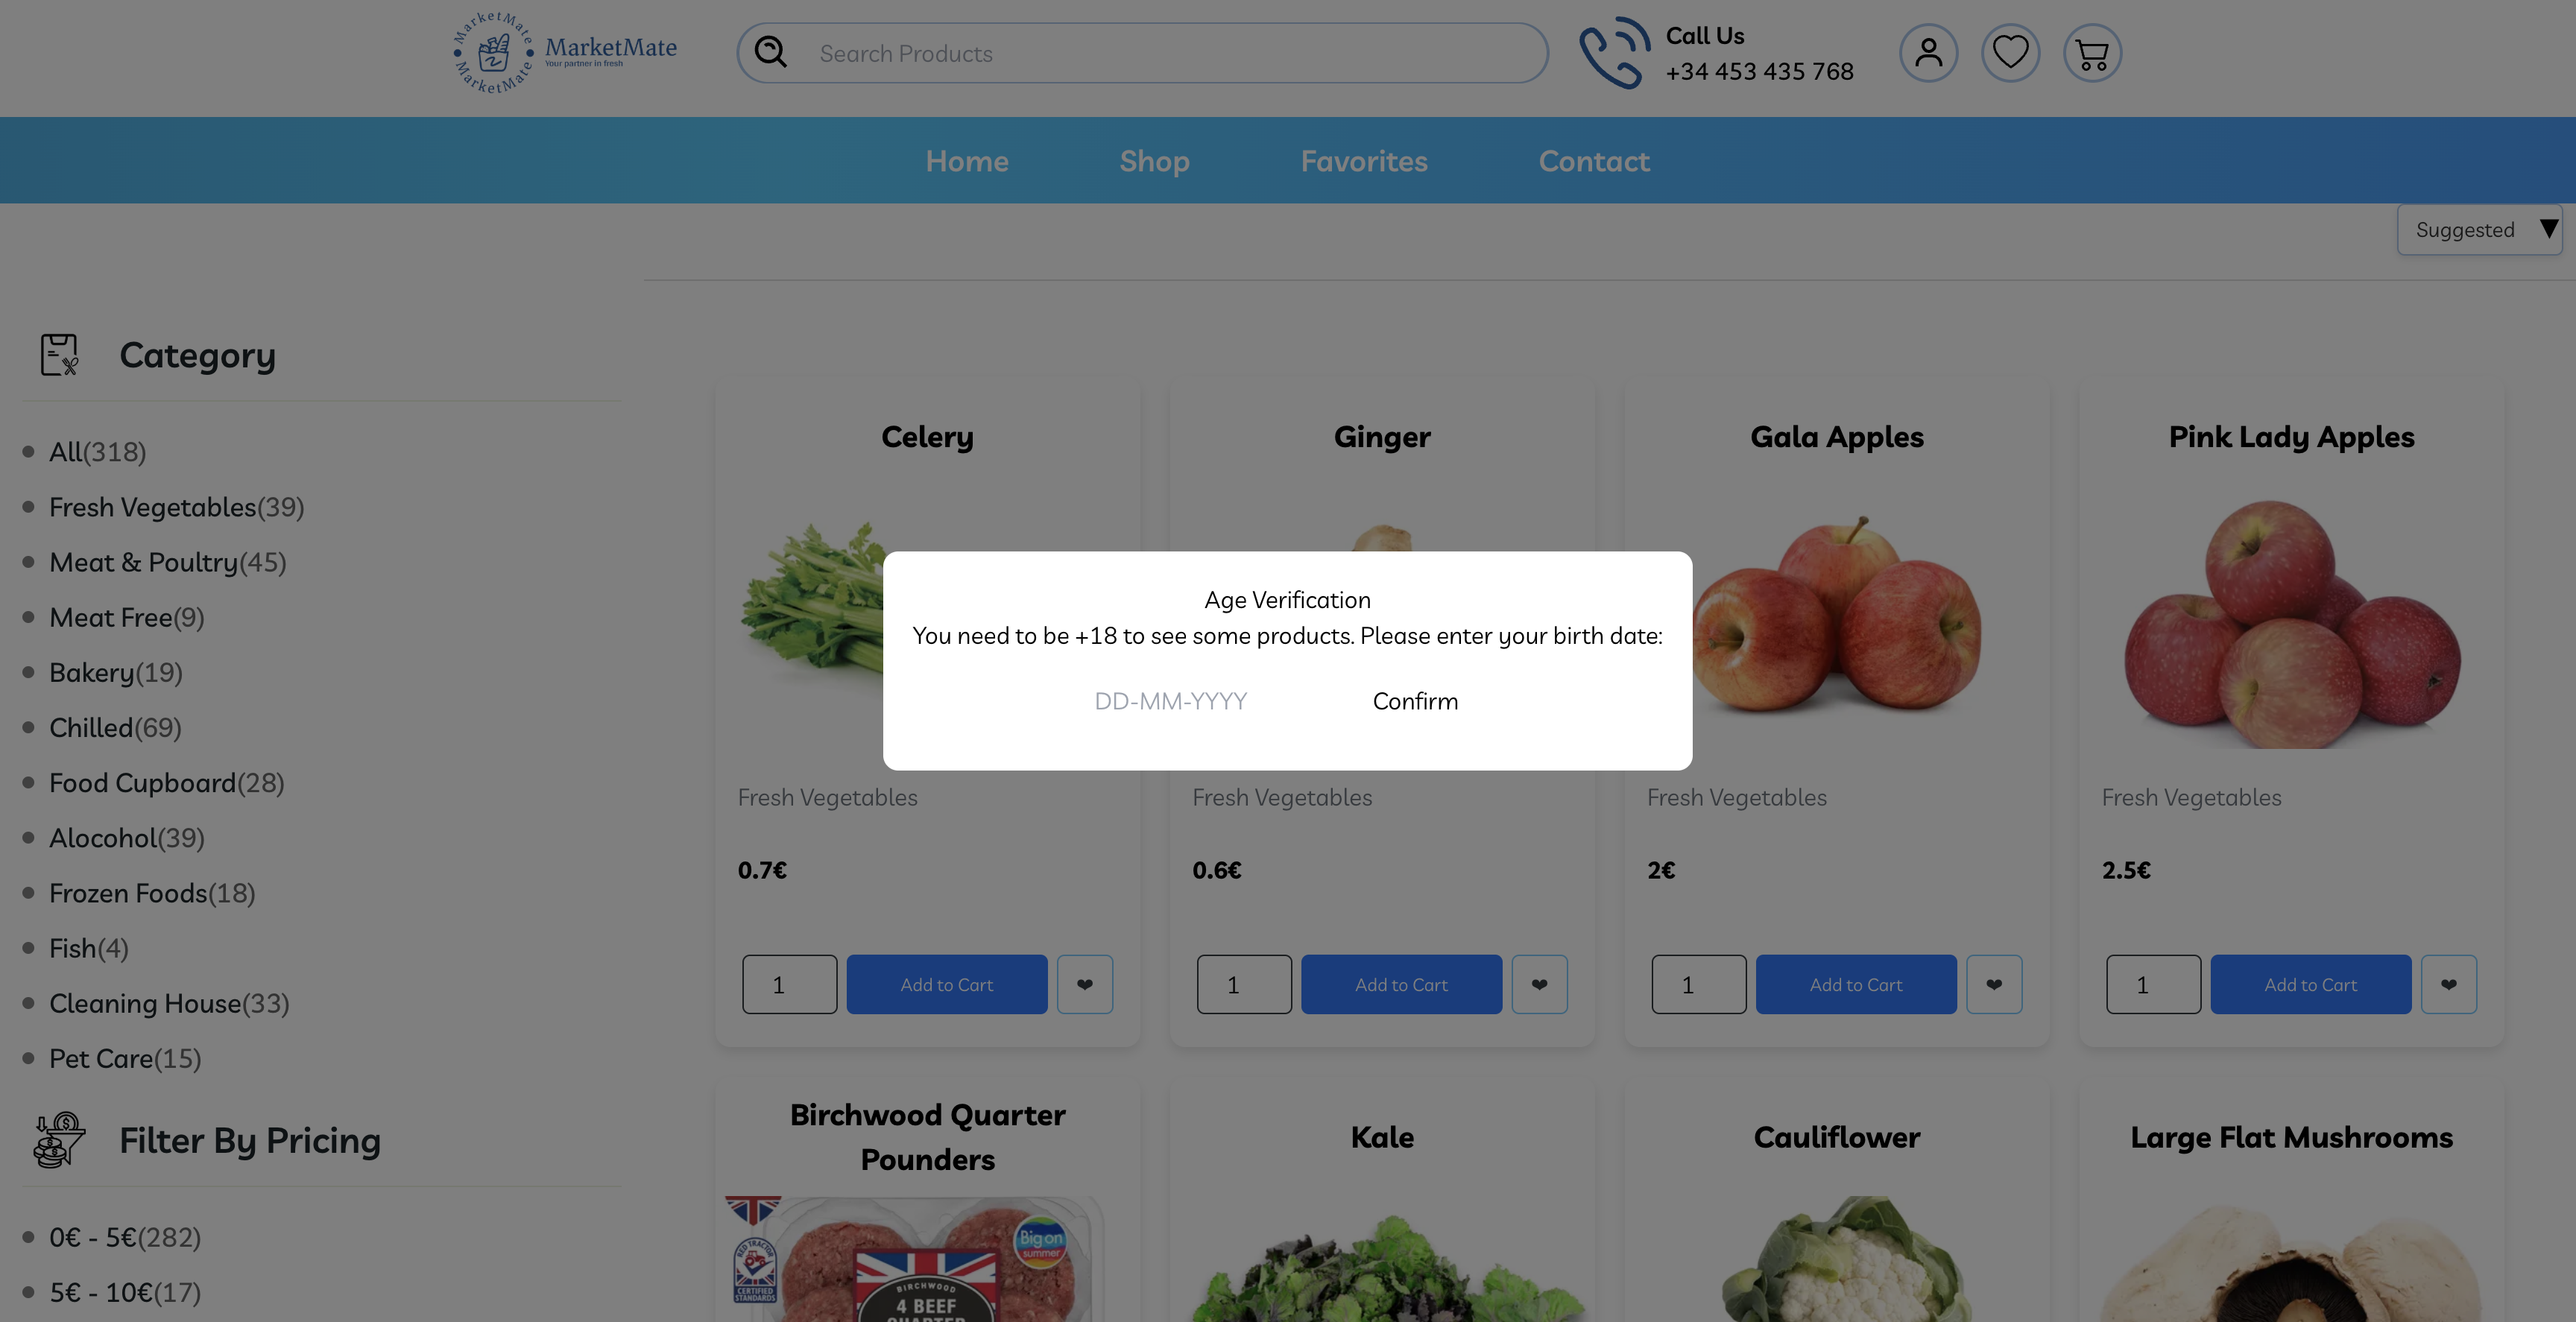 MarketMate
MarketMate
MarketMate
Your partner in fresh
Search Products
Call Us
+34 453 435 768
Home
Shop
Favorites
Contact
Suggested
Category
All(318)
Fresh Vegetables(39)
Meat & Poultry(45)
Meat Free(9)
Bakery(19)
Chilled(69)
Food Cupboard(28)
Alocohol(39)
Frozen Foods(18)
Fish(4)
Cleaning House(33)
Pet Care(15)
Filter By Pricing
0€ - 5€(282)
5€ - 10€(17)
Age Verification
You need to be +18 to see some products. Please enter your birth date:
DD-MM-YYYY
Confirm
Celery
Fresh Vegetables
0.7€
1
Add to Cart
Ginger
Fresh Vegetables
0.6€
1
Add to Cart
Gala Apples
Fresh Vegetables
2€
1
Add to Cart
Pink Lady Apples
Fresh Vegetables
2.5€
1
Add to Cart
Birchwood Quarter
Pounders
RED TRACTOR
CERTIFIED
STANDARDS
Big on
summer
BIRCHWOOD
4 BEEF
QUARTER
Kale
Cauliflower
Large Flat Mushrooms